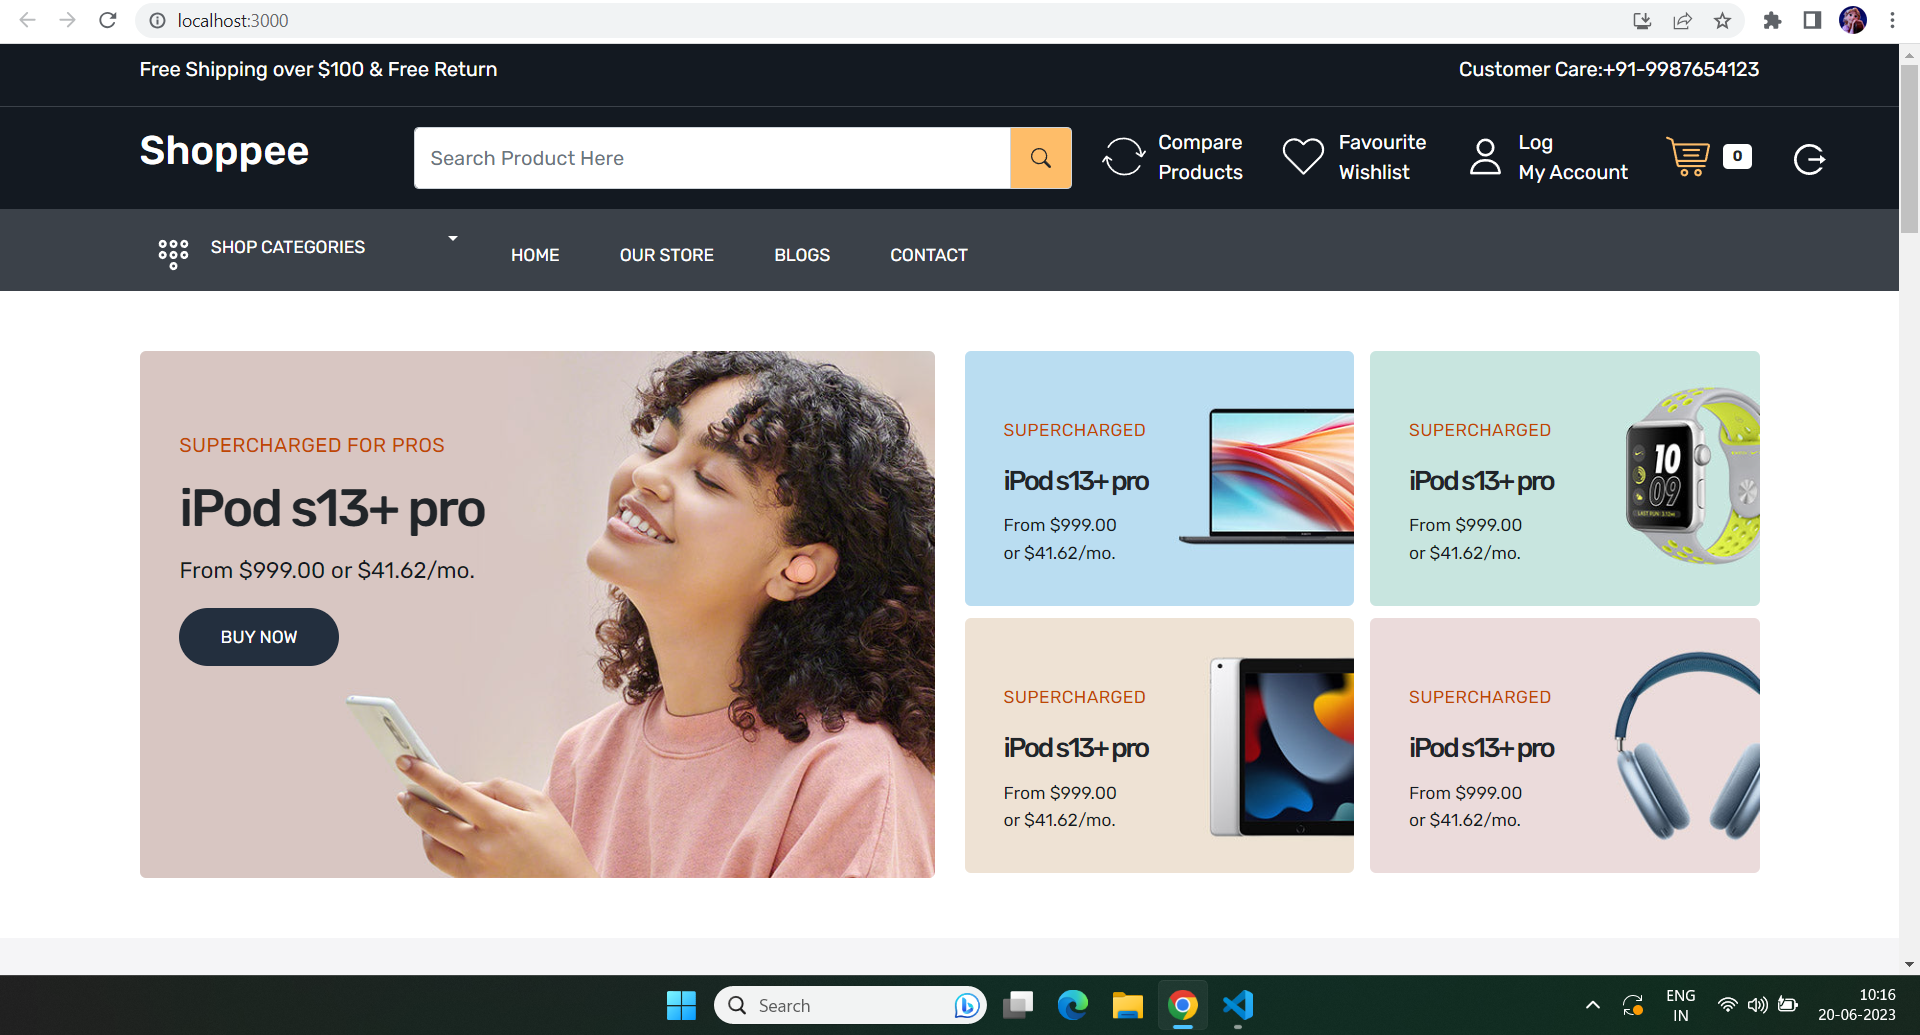 localhost:3000
Free Shipping over $100 & Free Return
Customer Care:+91-9987654123
Shoppee
Search Product Here
Compare
Products
Favourite
Wishlist
Log
My Account
0
SHOP CATEGORIES
HOME
OUR STORE
BLOGS
CONTACT
SUPERCHARGED FOR PROS
iPod s13+ pro
From $999.00 or $41.62/mo.
BUY NOW
SUPERCHARGED
iPod s13+ pro
From $999.00
or $41.62/mo.
SUPERCHARGED
iPod s13+ pro
From $999.00
or $41.62/mo.
10
09
SUPERCHARGED
iPod s13+ pro
From $999.00
or $41.62/mo.
SUPERCHARGED
iPod s13+ pro
From $999.00
or $41.62/mo.
Search
ENG
IN
10:16
20-06-2023